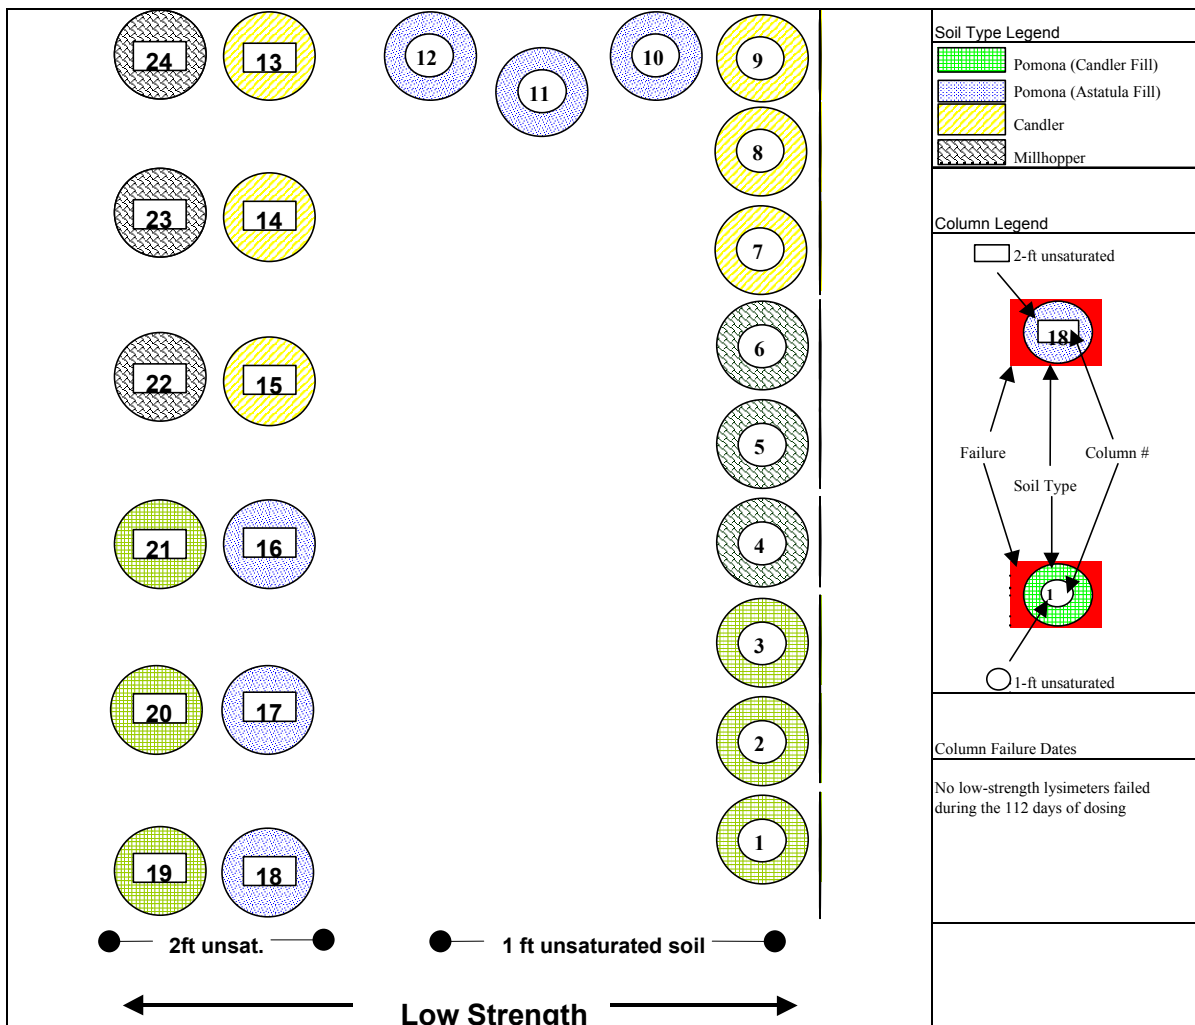 24
13
12
11
10
9
8
23
14
7
6
22
15
5
21
16
4
3
20
17
2
1
19
18
2ft unsat.
1 ft unsaturated soil
Low Strength
Soil Type Legend
Pomona (Candler Fill)
Pomona (Astatula Fill)
Candler
Millhopper
Column Legend
2-ft unsaturated
18
Failure
Column #
Soil Type
1
1-ft unsaturated
Column Failure Dates
No low-strength lysimeters failed
during the 112 days of dosing